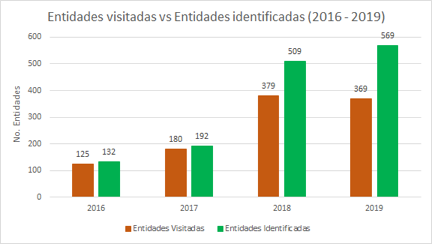 Entidades visitadas vs Entidades identificadas (2016 - 2019)
No. Entidades
600
500
400
300
200
100
0
125 132
180 192
379 509
369 569
2016 2017 2018 2019
Entidades Visitadas Entidades Identificadas